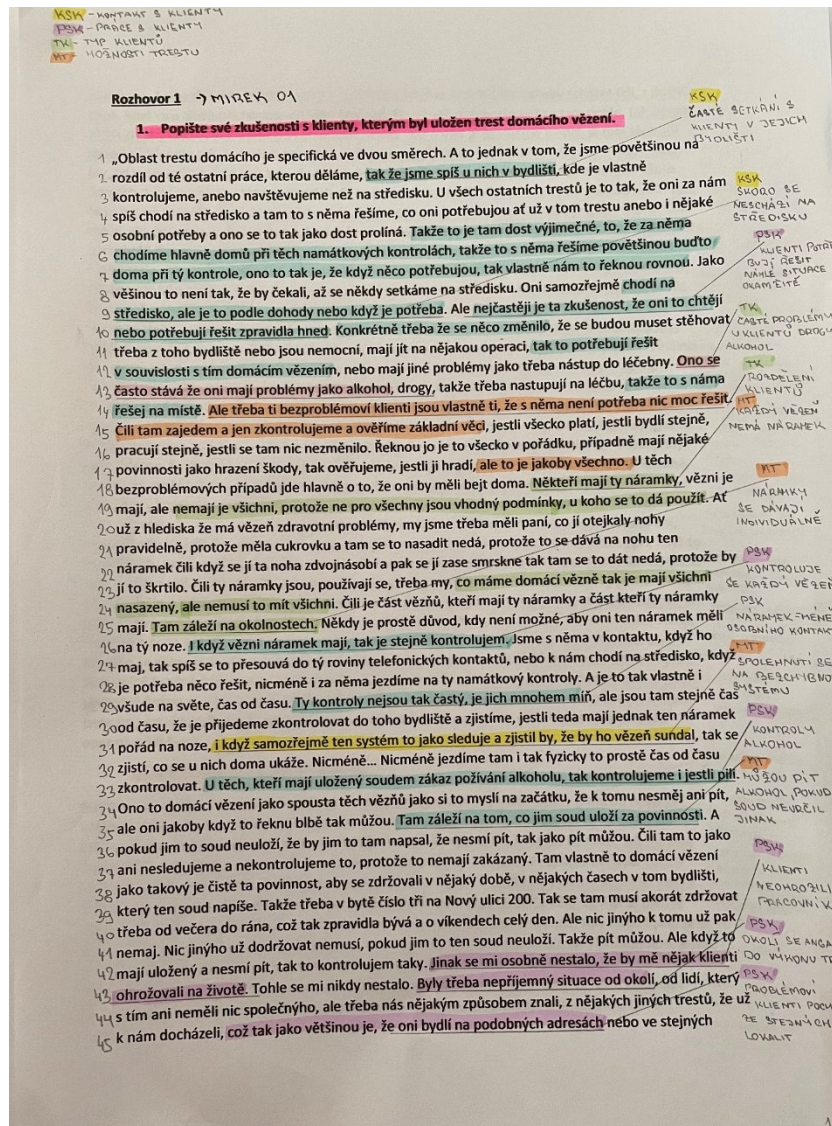 KSK - KONTAKT S KLIENTY
PSK - PRÁCE S KLIENTY
TK - TYP KLIENTŮ
MT - MOŽNOSTI TRESTU
Rozhovor 1 → MIREK 01
1. Popište své zkušenosti s klienty, kterým byl uložen trest domácího vězení.
1 „Oblast trestu domácího je specifická ve dvou směrech. A to jednak v tom, že jsme povětšinou na
2 rozdíl od té ostatní práce, kterou děláme, tak že jsme spíš u nich v bydlišti, kde je vlastně
3 kontrolujeme, anebo navštěvujeme než na středisku. U všech ostatních trestů je to tak, že oni za nám
4 spíš chodí na středisko a tam to s něma řešíme, co oni potřebujou ať už v tom trestu anebo i nějaké
5 osobní potřeby a ono se to tak jako dost prolíná. Takže to je tam dost výjimečné, to, že za něma
6 chodíme hlavně domů při těch namátkových kontrolách, takže to s něma řešíme povětšinou buďto
7 doma při tý kontrole, ono to tak je, že když něco potřebujou, tak vlastně nám to řeknou rovnou. Jako
8 většinou to není tak, že by čekali, až se někdy setkáme na středisku. Oni samozřejmě chodí na
9 středisko, ale je to podle dohody nebo když je potřeba. Ale nejčastěji je ta zkušenost, že oni to chtějí
10 nebo potřebují řešit zpravidla hned. Konkrétně třeba že se něco změnilo, že se budou muset stěhovat
11 třeba z toho bydliště nebo jsou nemocní, mají jít na nějakou operaci, tak to potřebují řešit
12 v souvislosti s tím domácím vězením, nebo mají jiné problémy jako třeba nástup do léčebny. Ono se
13 často stává že oni mají problémy jako alkohol, drogy, takže třeba nastupují na léčbu, takže to s náma
14 řešej na místě. Ale třeba ti bezproblémoví klienti jsou vlastně ti, že s něma není potřeba nic moc řešit.
15 Čili tam zajedem a jen zkontrolujeme a ověříme základní věci, jestli všecko platí, jestli bydlí stejně,
16 pracují stejně, jestli se tam nic nezměnilo. Řeknou jo je to všecko v pořádku, případně mají nějaké
17 povinnosti jako hrazení škody, tak ověřujeme, jestli ji hradí, ale to je jakoby všechno. U těch
18 bezproblémových případů jde hlavně o to, že oni by měli bejt doma. Někteří mají ty náramky, vězni je
19 mají, ale nemají je všichni, protože ne pro všechny jsou vhodný podmínky, u koho se to dá použít. Ať
20 už z hlediska že má vězeň zdravotní problémy, my jsme třeba měli paní, co jí otejkaly nohy
21 pravidelně, protože měla cukrovku a tam se to nasadit nedá, protože to se dává na nohu ten
22 náramek čili když se jí ta noha zdvojnásobí a pak se jí zase smrskne tak tam se to dát nedá, protože by
23 jí to škrtilo. Čili ty náramky jsou, používají se, třeba my, co máme domácí vězně tak je mají všichni
24 nasazený, ale nemusí to mít všichni. Čili je část vězňů, kteří mají ty náramky a část kteří ty náramky
25 mají. Tam záleží na okolnostech. Někdy je prostě důvod, kdy není možné, aby oni ten náramek měli
26 na tý noze. I když vězni náramek mají, tak je stejně kontrolujem. Jsme s něma v kontaktu, když ho
27 maj, tak spíš se to přesouvá do tý roviny telefonických kontaktů, nebo k nám chodí na středisko, když
28 je potřeba něco řešit, nicméně i za něma jezdíme na ty namátkový kontroly. A je to tak vlastně i
29 všude na světe, čas od času. Ty kontroly nejsou tak častý, je jich mnohem míň, ale jsou tam stejně čas
30 od času, že je přijedeme zkontrolovat do toho bydliště a zjistíme, jestli teda mají jednak ten náramek
31 pořád na noze, i když samozřejmě ten systém to jako sleduje a zjistil by, že by ho vězeň sundal, tak se
32 zjistí, co se u nich doma ukáže. Nicméně… Nicméně jezdíme tam i tak fyzicky to prostě čas od času
33 zkontrolovat. U těch, kteří mají uložený soudem zákaz požívání alkoholu, tak kontrolujeme i jestli pili.
34 Ono to domácí vězení jako spousta těch vězňů jako si to myslí na začátku, že k tomu nesměj ani pít,
35 ale oni jakoby když to řeknu blbě tak můžou. Tam záleží na tom, co jim soud uloží za povinnosti. A
36 pokud jim to soud neuloží, že by jim to tam napsal, že nesmí pít, tak jako pít můžou. Čili tam to jako
37 ani nesledujeme a nekontrolujeme to, protože to nemají zakázaný. Tam vlastně to domácí vězení
38 jako takový je čistě ta povinnost, aby se zdržovali v nějaký době, v nějakých časech v tom bydlišti,
39 který ten soud napíše. Takže třeba v bytě číslo tři na Nový ulici 200. Tak se tam musí akorát zdržovat
40 třeba od večera do rána, což tak zpravidla bývá a o víkendech celý den. Ale nic jinýho k tomu už pak
41 nemaj. Nic jinýho už dodržovat nemusí, pokud jim to ten soud neuloží. Takže pít můžou. Ale když to
42 mají uložený a nesmí pít, tak to kontrolujem taky. Jinak se mi osobně nestalo, že by mě nějak klienti
43 ohrožovali na životě. Tohle se mi nikdy nestalo. Byly třeba nepříjemný situace od okolí, od lidí, který
44 s tím ani neměli nic společnýho, ale třeba nás nějakým způsobem znali, z nějakých jiných trestů, že už
45 k nám docházeli, což tak jako většinou je, že oni bydlí na podobných adresách nebo ve stejných
KSK
ČASTÉ SETKÁNÍ S
KLIENTY V JEJICH
BYDLIŠTI
KSK
SKORO SE
NESCHÁZÍ NA
STŘEDISKU
PSK
KLIENTI POTŘ
BUJÍ ŘEŠIT
NÁHLÉ SITUACE
OKAMŽITĚ
TK
ČASTÉ PROBLÉMY
U KLIENTŮ DROGY
ALKOHOL
TK
ROZDĚLENÍ
KLIENTŮ
MT
KAŽDÝ VĚZEŇ
NEMÁ NÁRAMEK
MT
NÁRAMKY
SE DÁVAJÍ
INDIVIDUÁLNĚ
PSK
KONTROLUJE
SE KAŽDÝ VĚZEŇ
PSK
NÁRAMEK = MÉNĚ
OSOBNÍHO KONTAK
MT
SPOLEHNUTÍ SE
NA BEZCHYBNO
SYSTÉMU
PSK
KONTROLY
ALKOHOL
MT
MŮŽOU PÍT
ALKOHOL, POKUD
SOUD NEURČIL
JINAK
PSK
KLIENTI
NEOHROZILI
PRACOVNÍK
PSK
OKOLÍ SE ANGA
DO VÝKONU TR
PSK
PROBLÉMOVÍ
KLIENTI POCH
ZE STEJNÝCH
LOKALIT